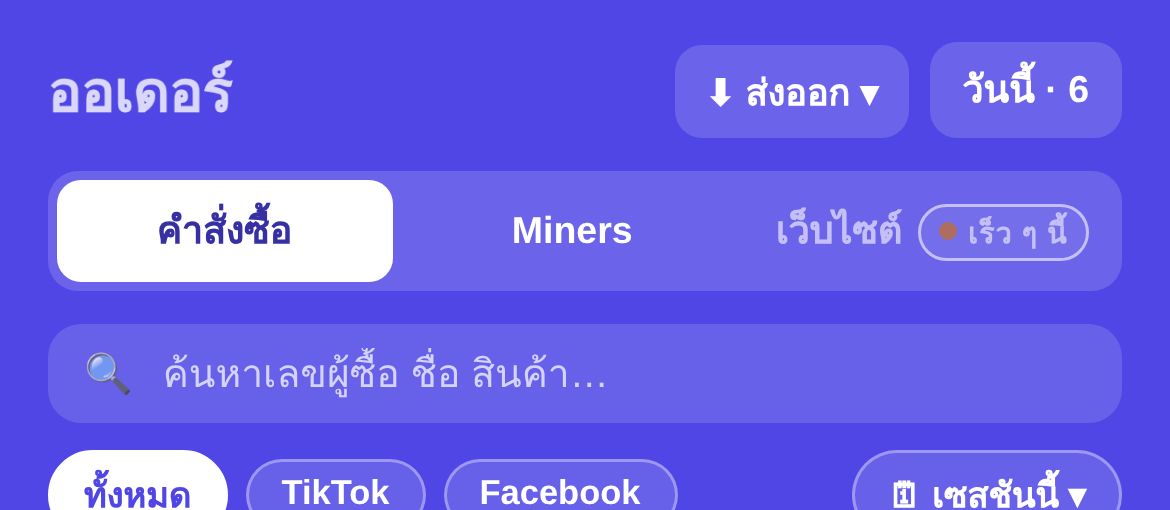 ออเดอร์ ⬇ ส่งออก ▾ วันนี้ · 6
คำสั่งซื้อ Miners เว็บไซต์ เร็ว ๆ นี้
ค้นหาเลขผู้ซื้อ ชื่อ สินค้า…
ทั้งหมด TikTok Facebook เซสชันนี้ ▾